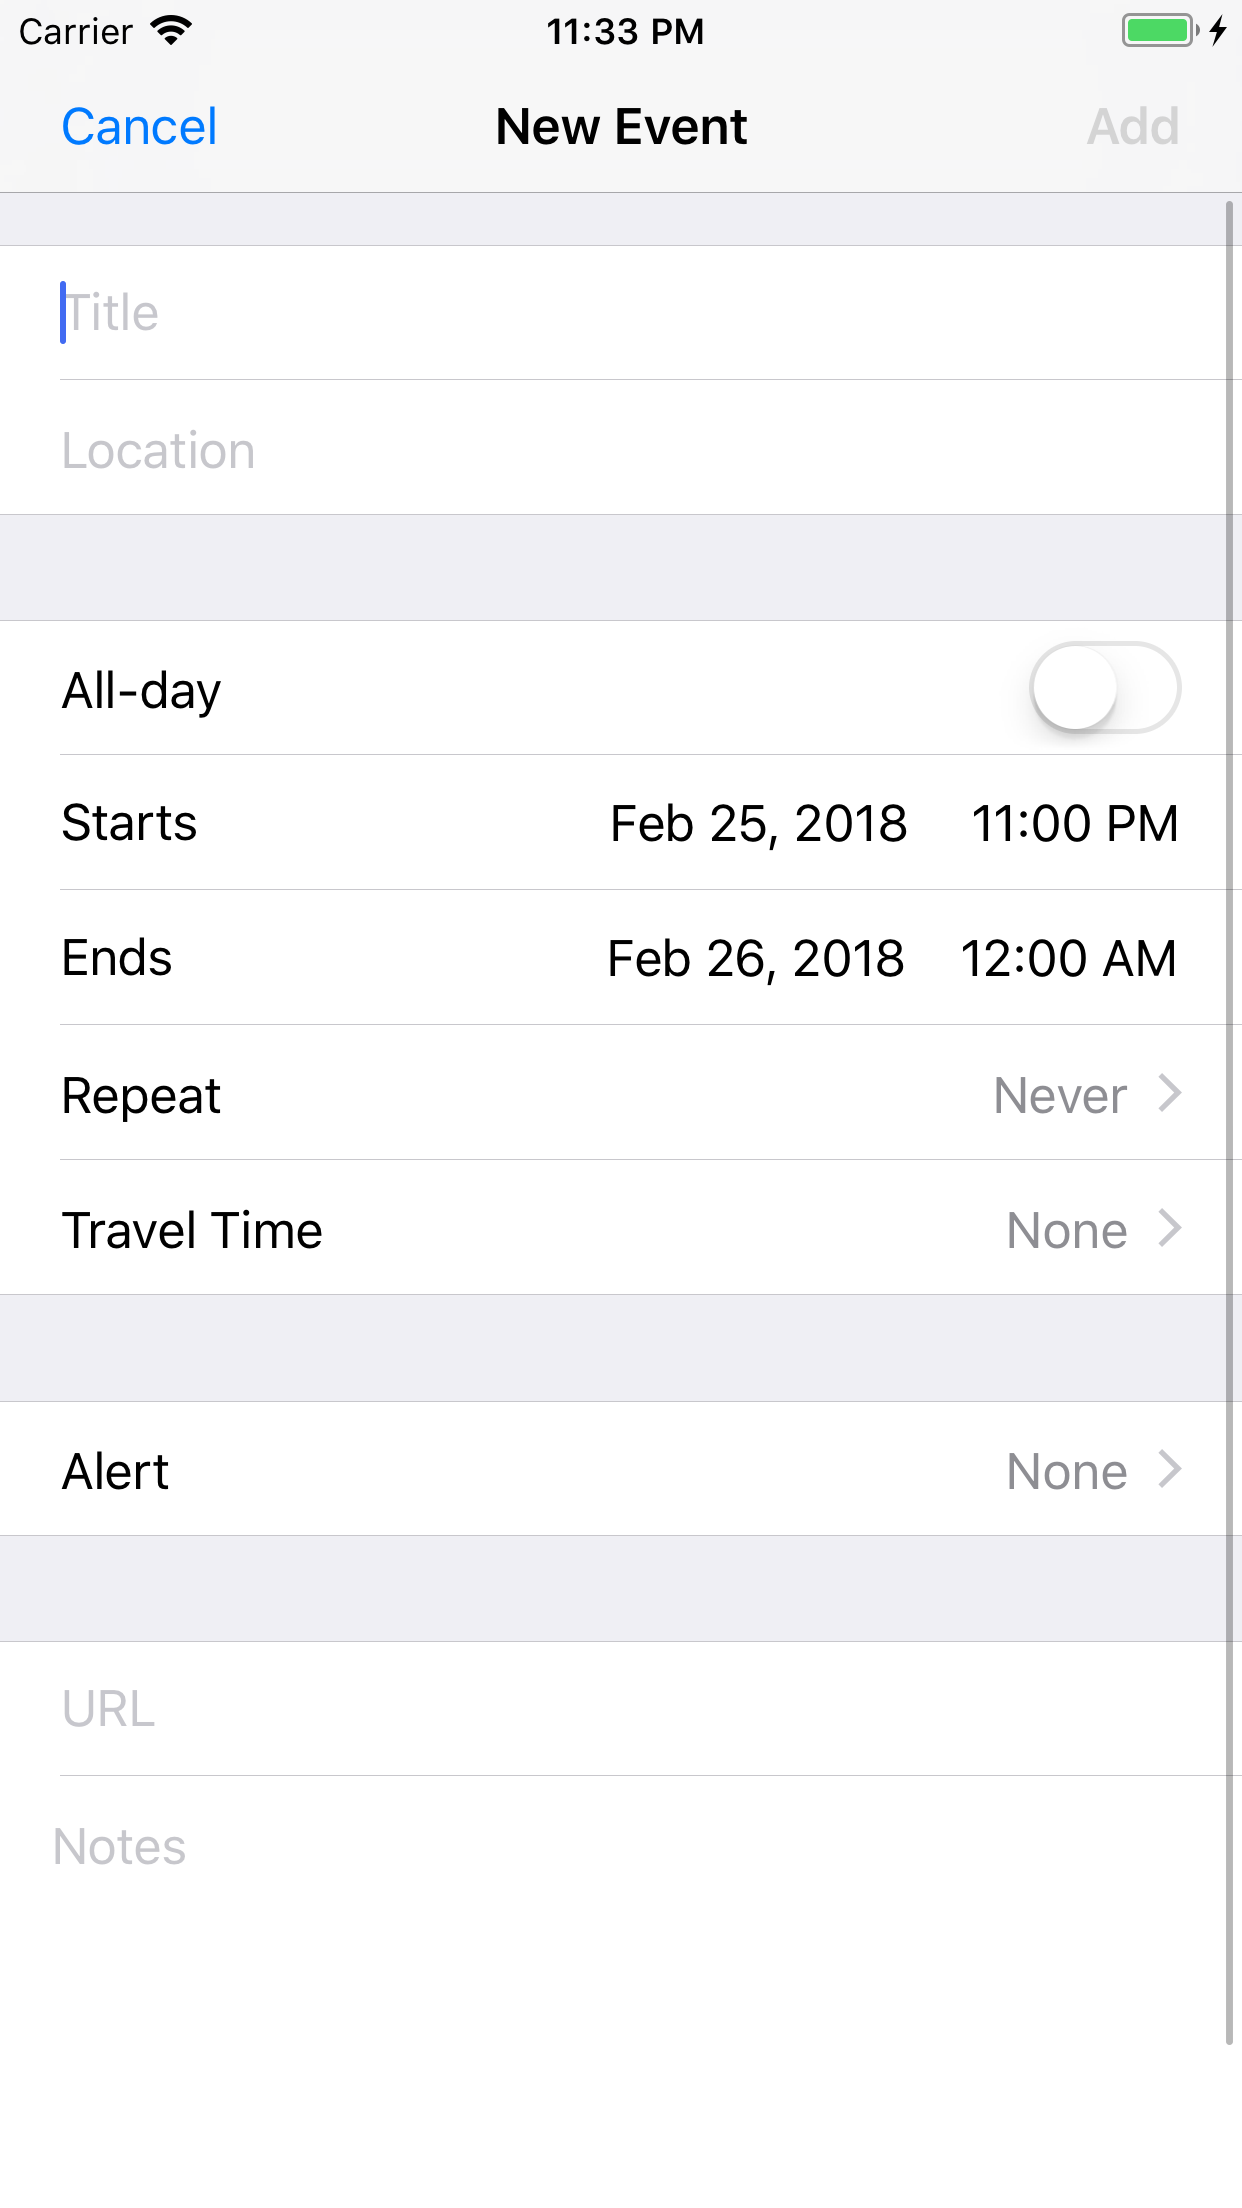 Carrier 11:33 PM
Cancel New Event Add
Title
Location
All-day
Starts Feb 25, 2018 11:00 PM
Ends Feb 26, 2018 12:00 AM
Repeat Never
Travel Time None
Alert None
URL
Notes